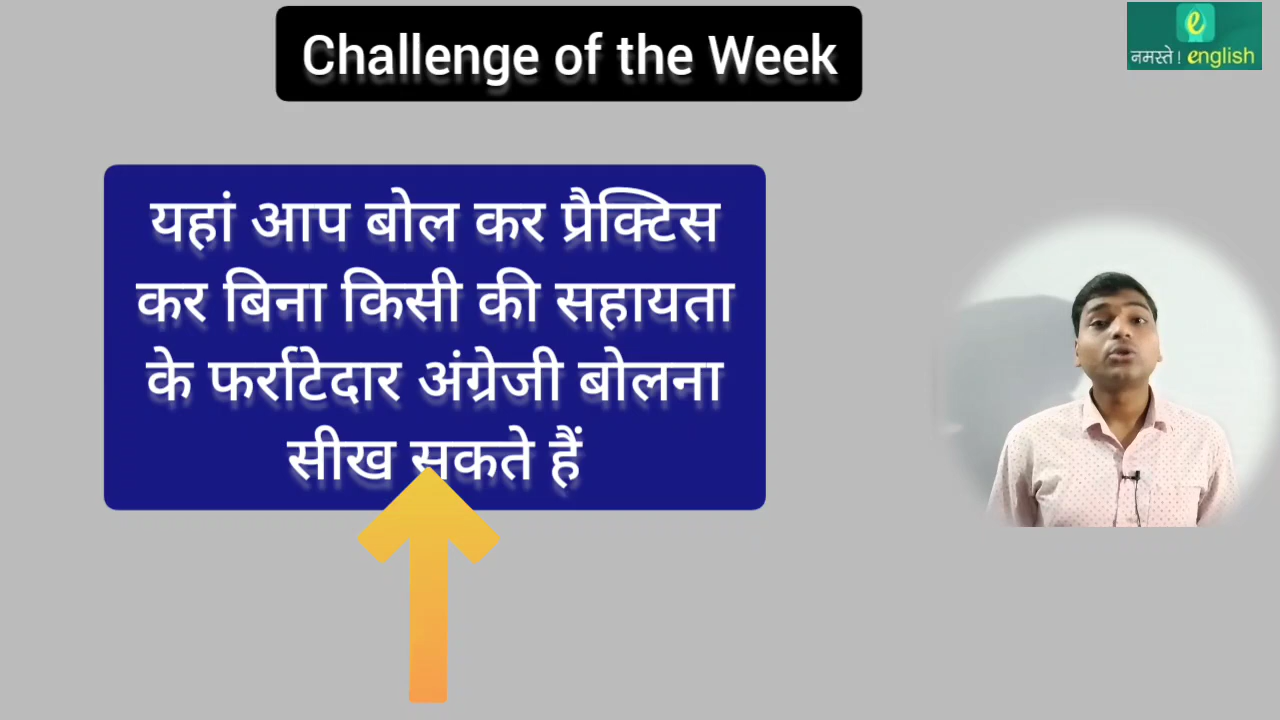 Challenge of the Week
e
नमस्ते ! english
यहां आप बोल कर प्रैक्टिस
कर बिना किसी की सहायता
के फर्राटेदार अंग्रेजी बोलना
सीख सकते हैं